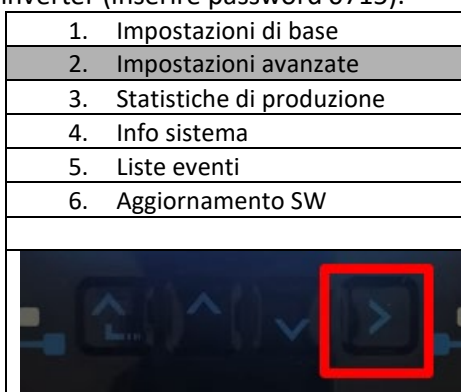 inverter (inserire password 0715):
1. Impostazioni di base
2. Impostazioni avanzate
3. Statistiche di produzione
4. Info sistema
5. Liste eventi
6. Aggiornamento SW